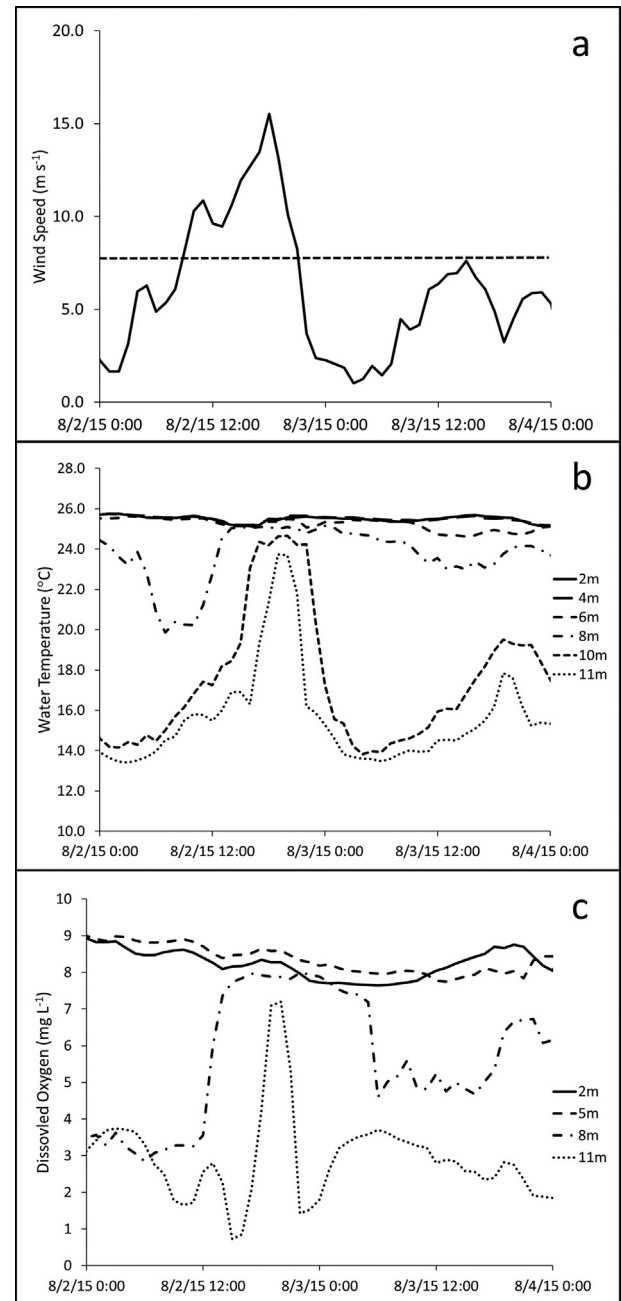 a
20.0
15.0
10.0
5.0
0.0
Wind Speed (m s-1)
8/2/15 0:00 8/2/15 12:00 8/3/15 0:00 8/3/15 12:00 8/4/15 0:00
b
28.0
26.0
24.0
22.0
20.0
18.0
16.0
14.0
12.0
10.0
Water Temperature (°C)
2m
4m
6m
8m
10m
11m
8/2/15 0:00 8/2/15 12:00 8/3/15 0:00 8/3/15 12:00 8/4/15 0:00
c
10
9
8
7
6
5
4
3
2
1
0
Dissovled Oxygen (mg L-1)
2m
5m
8m
11m
8/2/15 0:00 8/2/15 12:00 8/3/15 0:00 8/3/15 12:00 8/4/15 0:00